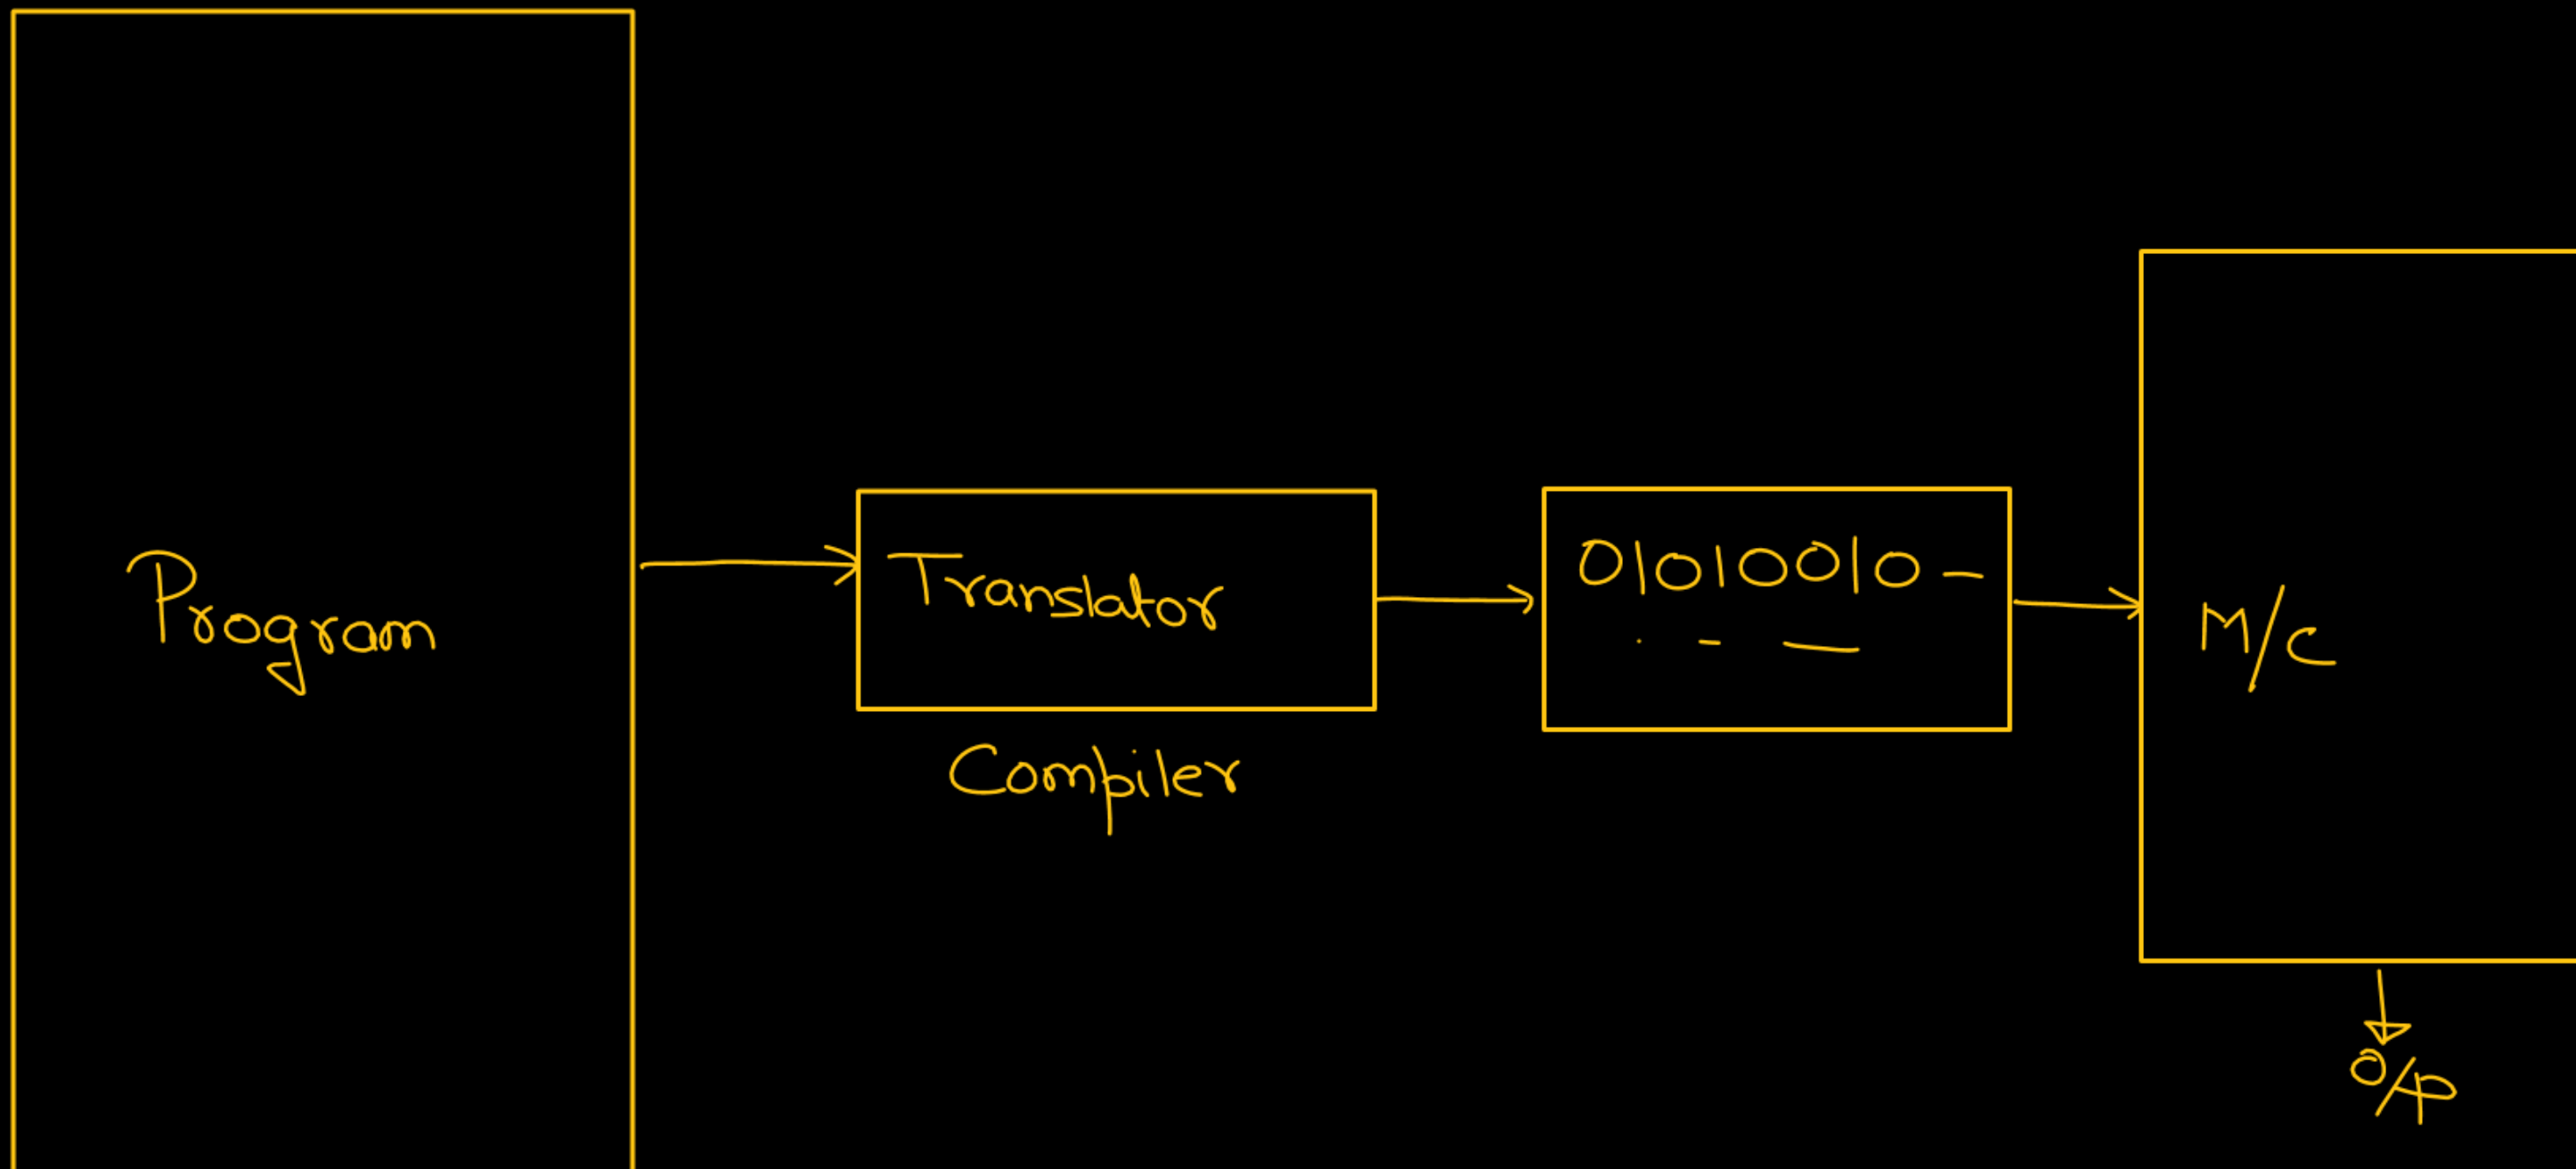 Program
Translator
Compiler
01010010 -
. - —
M/C
O/P